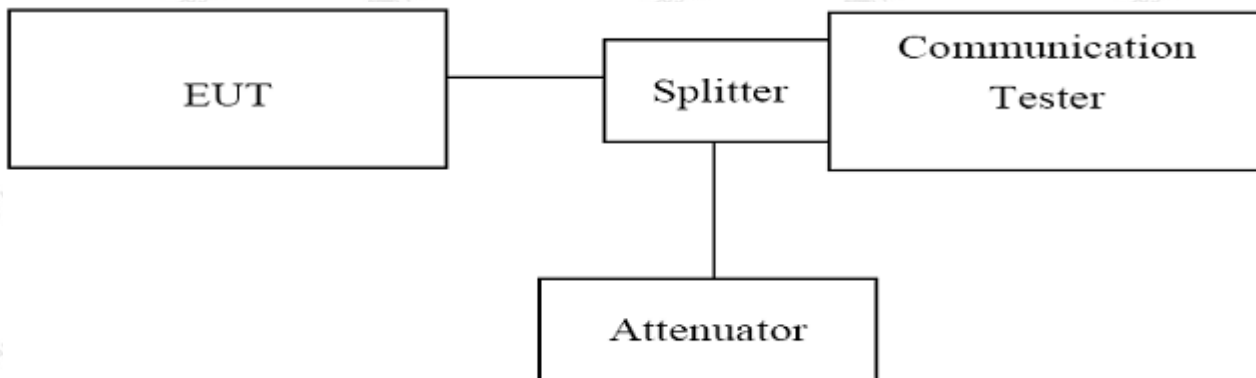 EUT
Splitter
Communication
Tester
Attenuator